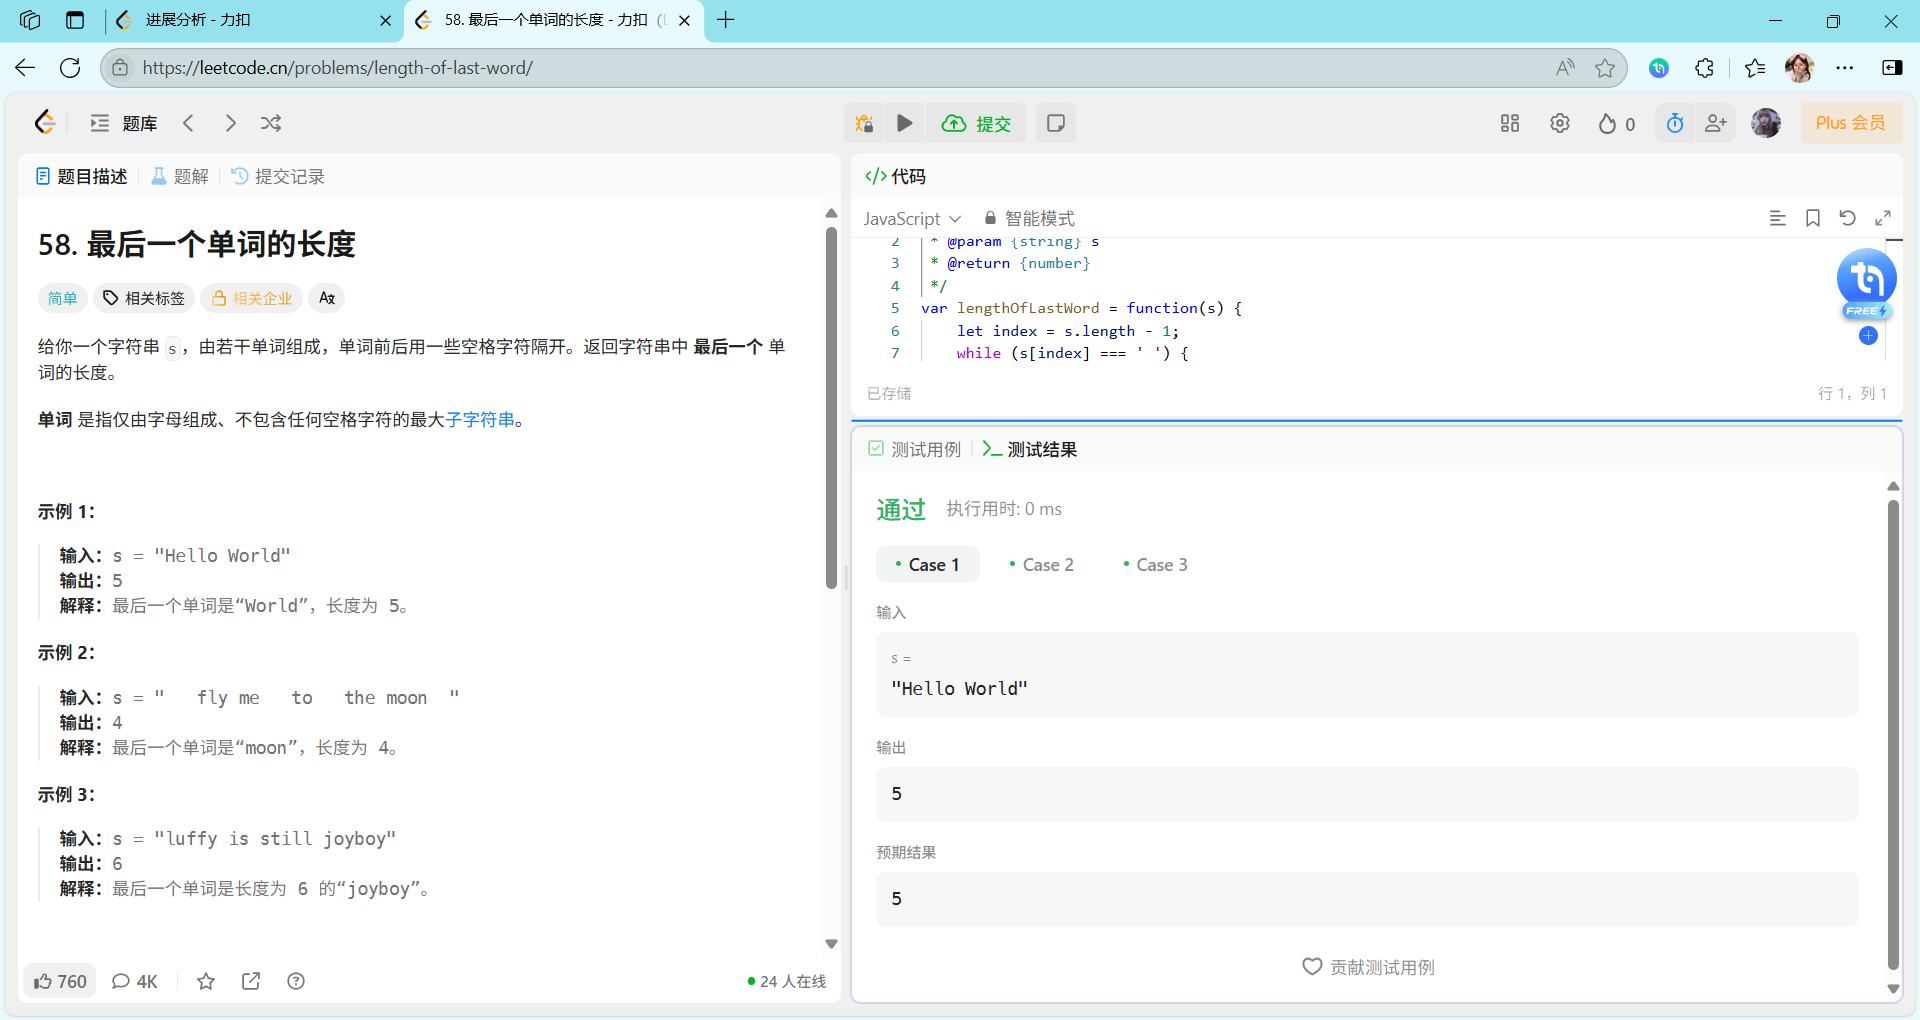 进展分析 - 力扣
58. 最后一个单词的长度 - 力扣
https://leetcode.cn/problems/length-of-last-word/
题库
提交
0
Plus 会员
题目描述
题解
提交记录
58. 最后一个单词的长度
简单
相关标签
相关企业
给你一个字符串 s，由若干单词组成，单词前后用一些空格字符隔开。返回字符串中 最后一个 单
词的长度。
单词 是指仅由字母组成、不包含任何空格字符的最大子字符串。
示例 1：
输入：s = "Hello World"
输出：5
解释：最后一个单词是“World”，长度为 5。
示例 2：
输入：s = "   fly me   to   the moon  "
输出：4
解释：最后一个单词是“moon”，长度为 4。
示例 3：
输入：s = "luffy is still joyboy"
输出：6
解释：最后一个单词是长度为 6 的“joyboy”。
760
4K
24 人在线
代码
JavaScript
智能模式
2 * @param {string} s
3 * @return {number}
4 */
5 var lengthOfLastWord = function(s) {
6 let index = s.length - 1;
7 while (s[index] === ' ') {
FREE
已存储
行 1，列 1
测试用例
测试结果
通过
执行用时: 0 ms
Case 1
Case 2
Case 3
输入
s =
"Hello World"
输出
5
预期结果
5
贡献测试用例